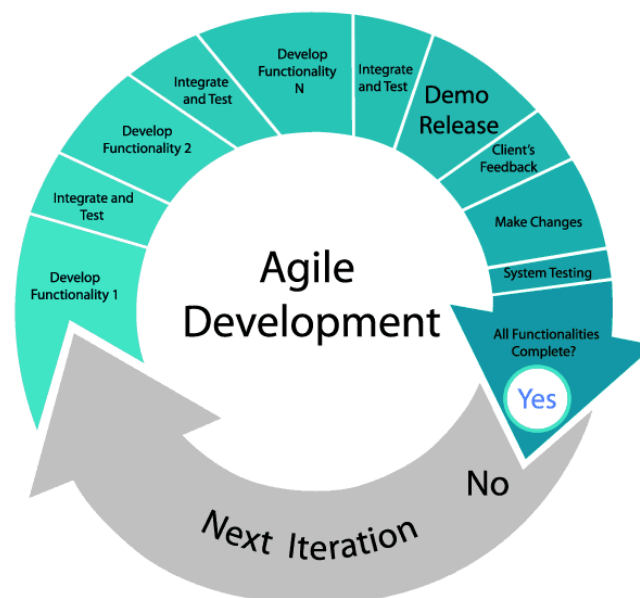 Develop
Functionality 1
Integrate and
Test
Develop
Functionality 2
Integrate
and Test
Develop
Functionality
N
Integrate
and Test
Demo
Release
Client's
Feedback
Make Changes
System Testing
All Functionalities
Complete?
Yes
No
Next Iteration
Agile
Development